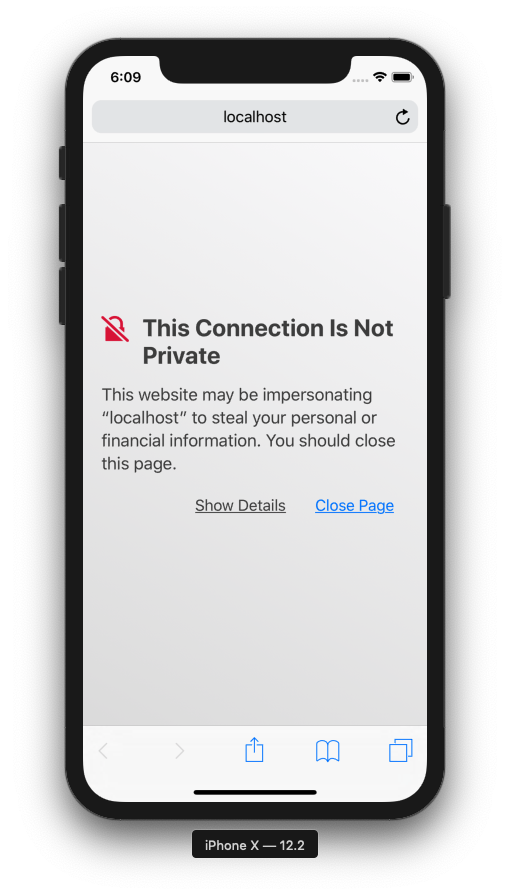 6:09
localhost
This Connection Is Not
Private
This website may be impersonating
“localhost” to steal your personal or
financial information. You should close
this page.
Show Details Close Page
iPhone X — 12.2